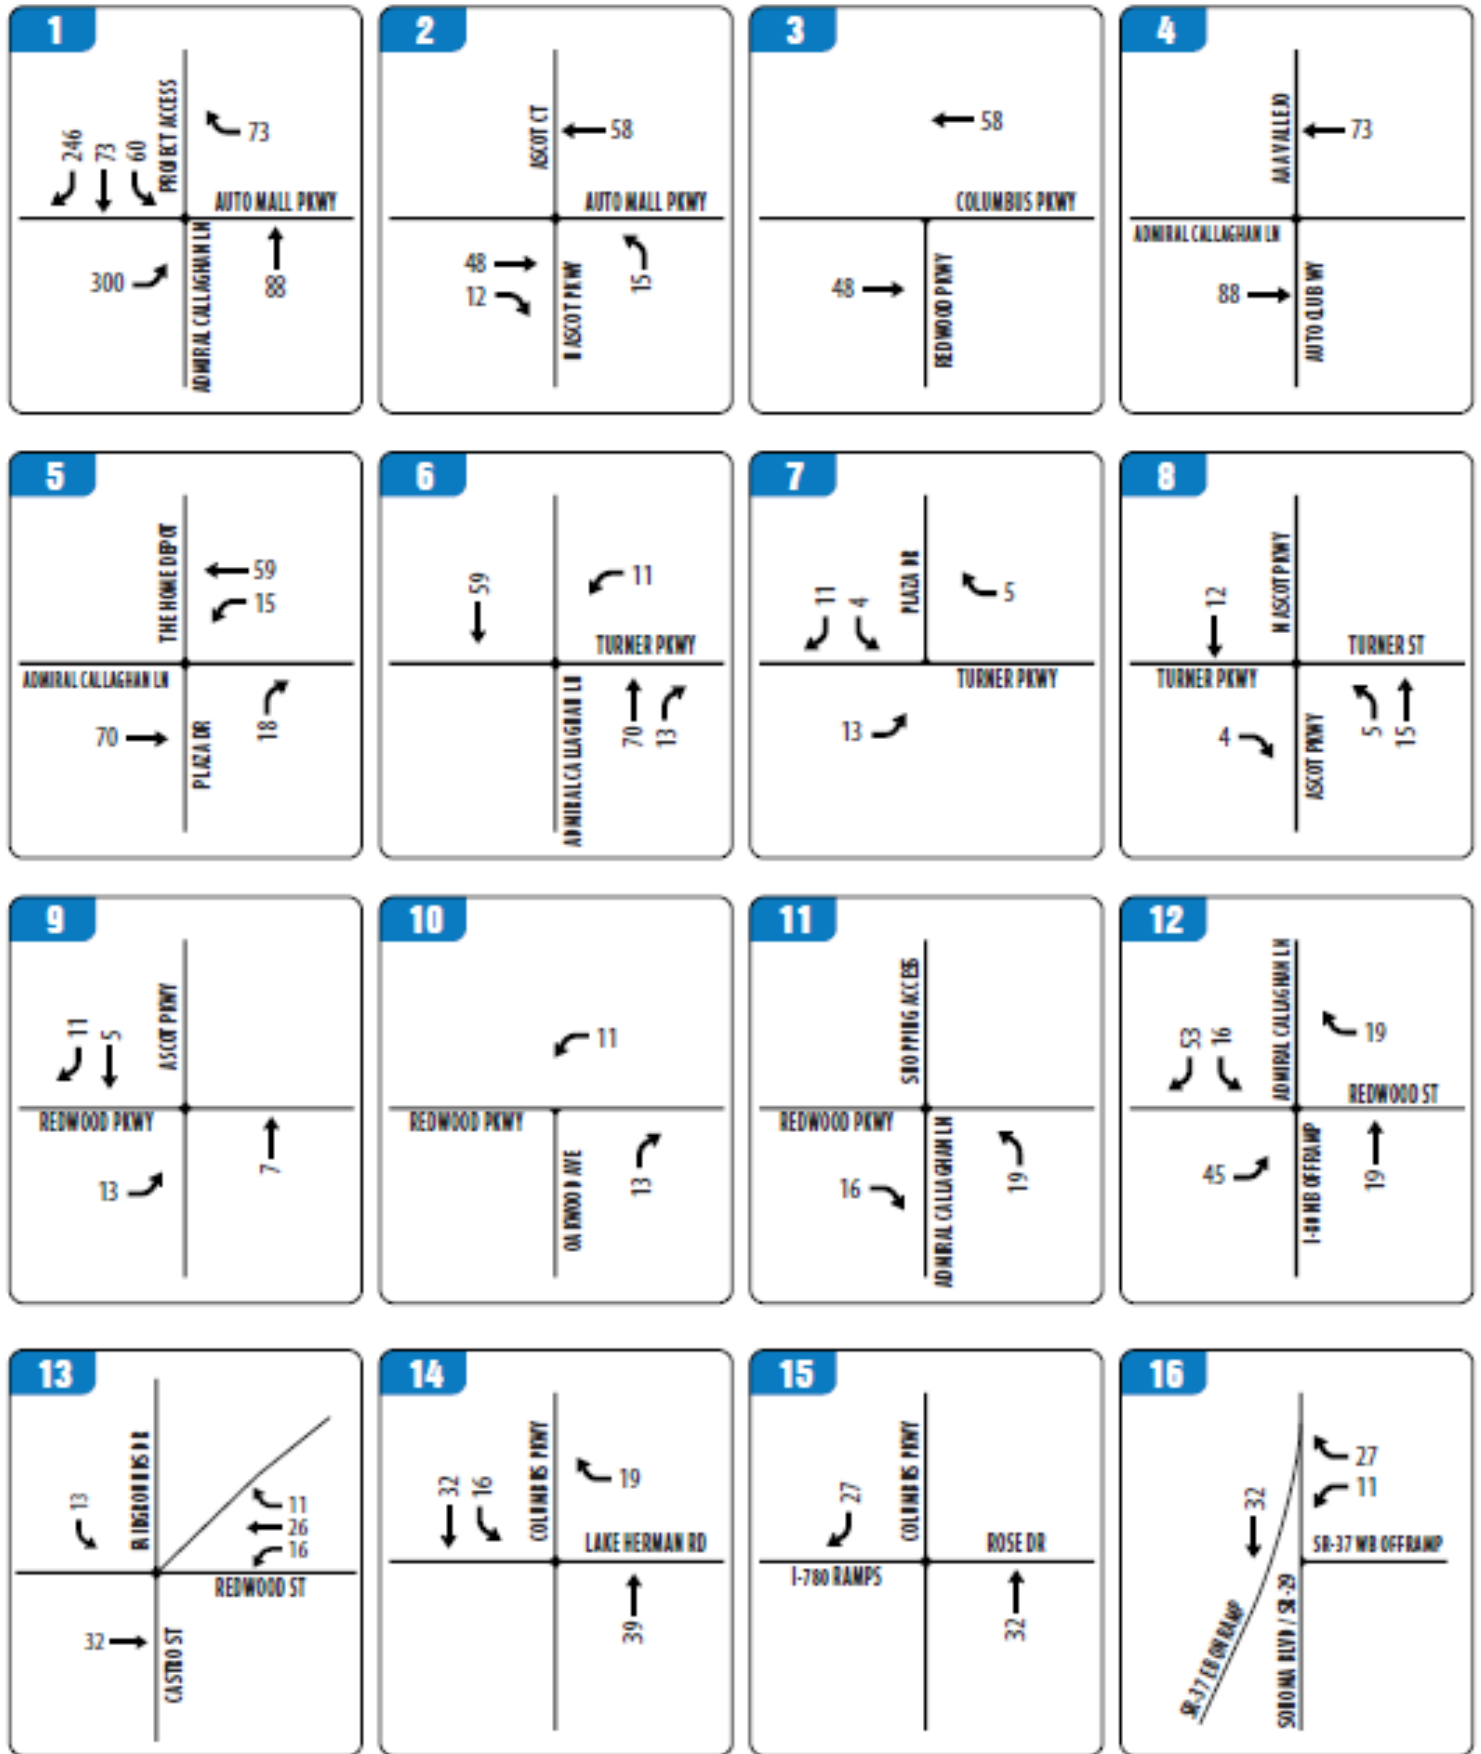 1
PROJECT ACCESS
246
73
60
73
AUTO MALL PKWY
300
ADMIRAL CALLAGHAN LN
88
2
ASCOT CT
58
AUTO MALL PKWY
48
12
N ASCOT PKWY
15
3
58
COLUMBUS PKWY
48
REDWOOD PKWY
4
AAA VALLEJO
73
ADMIRAL CALLAGHAN LN
88
AUTO CLUB WY
5
THE HOME DEPOT
59
15
ADMIRAL CALLAGHAN LN
70
PLAZA DR
18
6
59
11
TURNER PKWY
ADMIRAL CALLAGHAN LN
70
13
7
11
4
PLAZA DR
5
TURNER PKWY
13
8
12
N ASCOT PKWY
TURNER ST
TURNER PKWY
4
ASCOT PKWY
5
15
9
11
5
ASCOT PKWY
REDWOOD PKWY
13
7
10
11
REDWOOD PKWY
OAKWOOD AVE
13
11
SHOPPING ACCESS
REDWOOD PKWY
16
ADMIRAL CALLAGHAN LN
19
12
53
16
ADMIRAL CALLAGHAN LN
19
REDWOOD ST
45
I-80 NB OFFRAMP
19
13
13
11
26
16
REDWOOD ST
32
CASTRO ST
14
32
16
COLUMBUS PKWY
19
LAKE HERMAN RD
39
15
27
COLUMBUS PKWY
ROSE DR
I-780 RAMPS
32
16
27
11
32
SR-37 WB OFFRAMP
SR-37 EB ON RAMP
SONOMA BLVD / SR-29